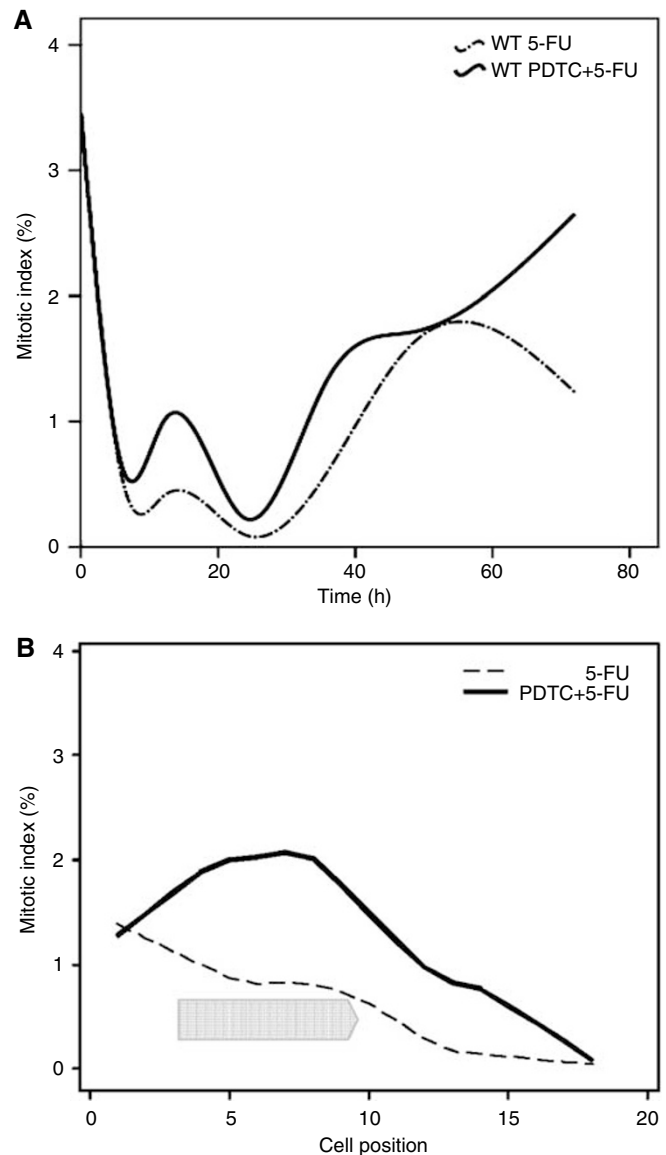 A
4
3
2
1
0
Mitotic index (%)
WT 5-FU
WT PDTC+5-FU
0 20 40 60 80
Time (h)
B
4
3
2
1
0
Mitotic index (%)
5-FU
PDTC+5-FU
0 5 10 15 20
Cell position